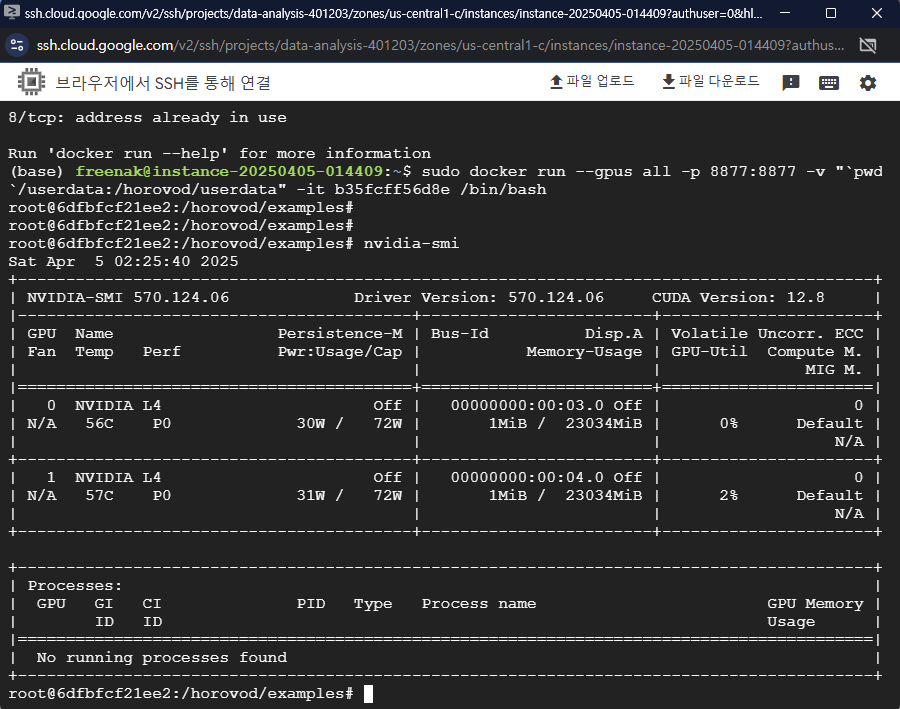 ssh.cloud.google.com/v2/ssh/projects/data-analysis-401203/zones/us-central1-c/instances/instance-20250405-014409?authuser=0&hl...
ssh.cloud.google.com/v2/ssh/projects/data-analysis-401203/zones/us-central1-c/instances/instance-20250405-014409?authus...
브라우저에서 SSH를 통해 연결 파일 업로드 파일 다운로드
8/tcp: address already in use
Run 'docker run --help' for more information
(base) freenak@instance-20250405-014409:~$ sudo docker run --gpus all -p 8877:8877 -v "`pwd
`/userdata:/horovod/userdata" -it b35fcff56d8e /bin/bash
root@6dfbfcf21ee2:/horovod/examples#
root@6dfbfcf21ee2:/horovod/examples#
root@6dfbfcf21ee2:/horovod/examples# nvidia-smi
Sat Apr  5 02:25:40 2025
+-----------------------------------------------------------------------------------------+
| NVIDIA-SMI 570.124.06             Driver Version: 570.124.06     CUDA Version: 12.8     |
|-----------------------------------------+------------------------+----------------------+
| GPU  Name                 Persistence-M | Bus-Id          Disp.A | Volatile Uncorr. ECC |
| Fan  Temp   Perf          Pwr:Usage/Cap |           Memory-Usage | GPU-Util  Compute M. |
|                                         |                        |               MIG M. |
|=========================================+========================+======================|
|   0  NVIDIA L4                      Off |   00000000:00:03.0 Off |                    0 |
| N/A   56C    P0             30W /   72W |       1MiB /  23034MiB |      0%      Default |
|                                         |                        |                  N/A |
+-----------------------------------------+------------------------+----------------------+
|   1  NVIDIA L4                      Off |   00000000:00:04.0 Off |                    0 |
| N/A   57C    P0             31W /   72W |       1MiB /  23034MiB |      2%      Default |
|                                         |                        |                  N/A |
+-----------------------------------------+------------------------+----------------------+
+-----------------------------------------------------------------------------------------+
| Processes:                                                                              |
|  GPU   GI   CI              PID   Type   Process name                        GPU Memory |
|        ID   ID                                                               Usage      |
|=========================================================================================|
|  No running processes found                                                             |
+-----------------------------------------------------------------------------------------+
root@6dfbfcf21ee2:/horovod/examples#